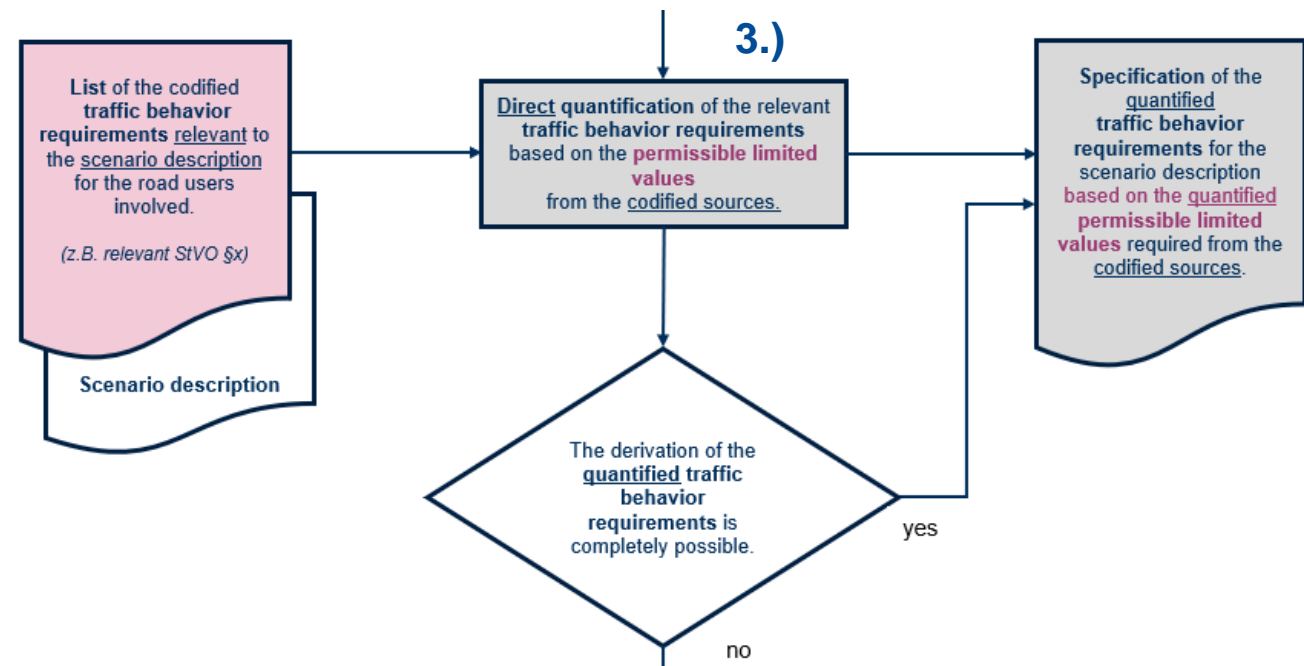 3.)
List of the codified
traffic behavior
requirements relevant to
the scenario description
for the road users
involved.
(z.B. relevant StVO §x)
Scenario description
Direct quantification of the relevant
traffic behavior requirements
based on the permissible limited
values
from the codified sources.
Specification of the
quantified
traffic behavior
requirements for the
scenario description
based on the quantified
permissible limited
values required from the
codified sources.
The derivation of the
quantified traffic
behavior
requirements is
completely possible.
yes
no